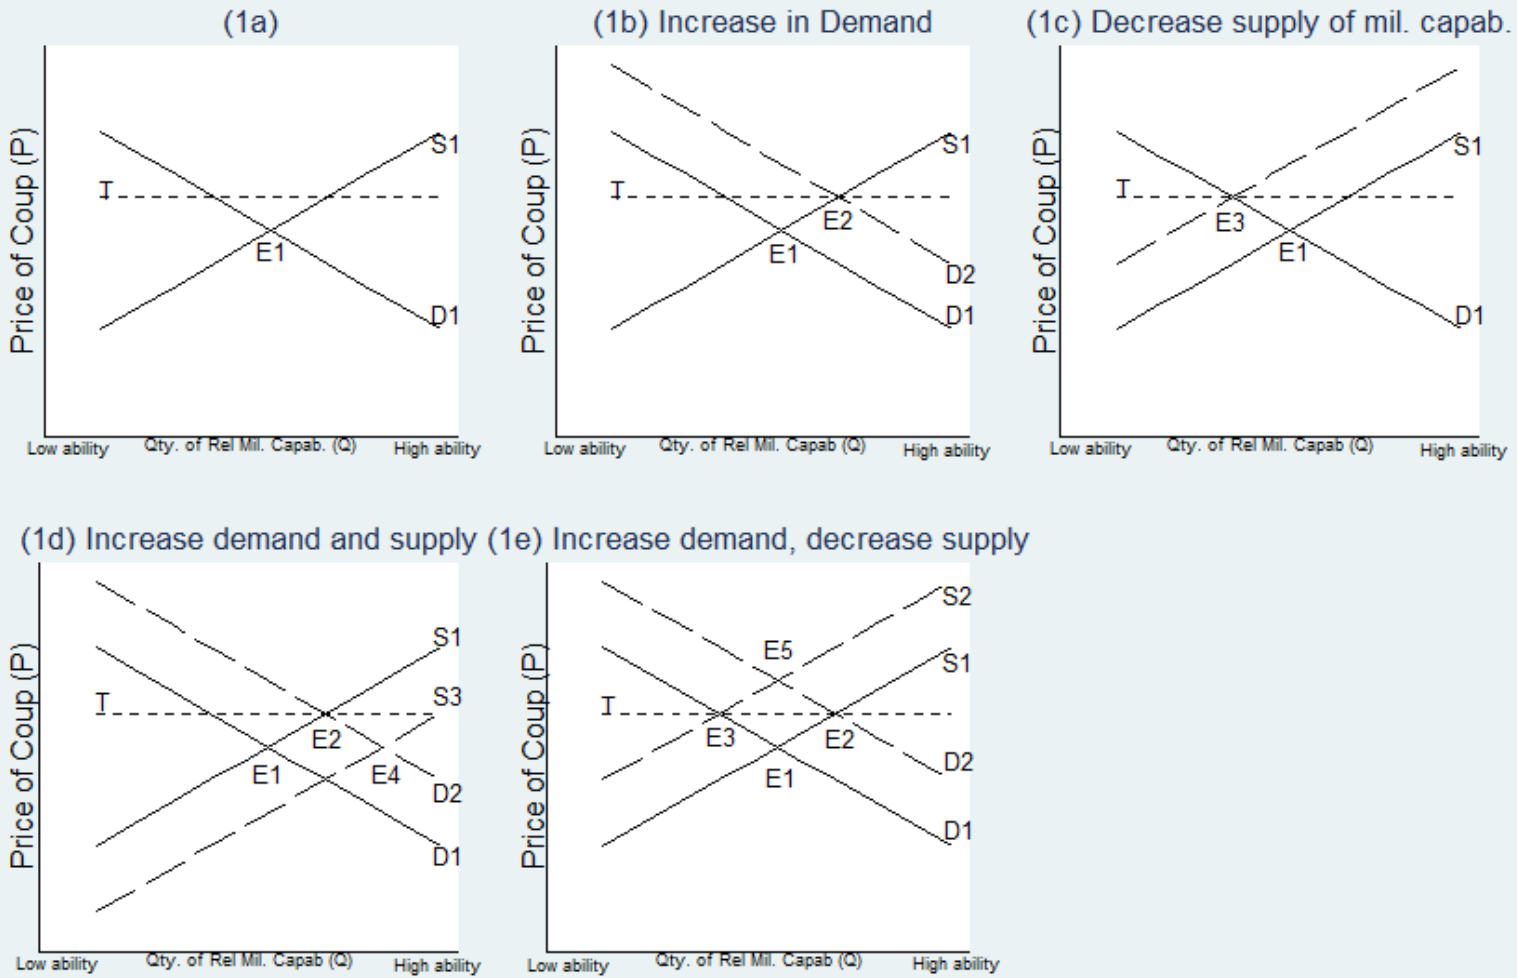 (1a)
Price of Coup (P)
T
S1
E1
D1
Low ability
Qty. of Rel Mil. Capab. (Q)
High ability
(1b) Increase in Demand
Price of Coup (P)
T
S1
E2
E1
D2
D1
Low ability
Qty. of Rel Mil. Capab (Q)
High ability
(1c) Decrease supply of mil. capab.
Price of Coup (P)
T
S1
E3
E1
D1
Low ability
Qty. of Rel Mil. Capab (Q)
High ability
(1d) Increase demand and supply
Price of Coup (P)
T
S1
S3
E2
E1
E4
D2
D1
Low ability
Qty. of Rel Mil. Capab (Q)
High ability
(1e) Increase demand, decrease supply
Price of Coup (P)
T
S2
E5
S1
E3
E2
E1
D2
D1
Low ability
Qty. of Rel Mil. Capab (Q)
High ability